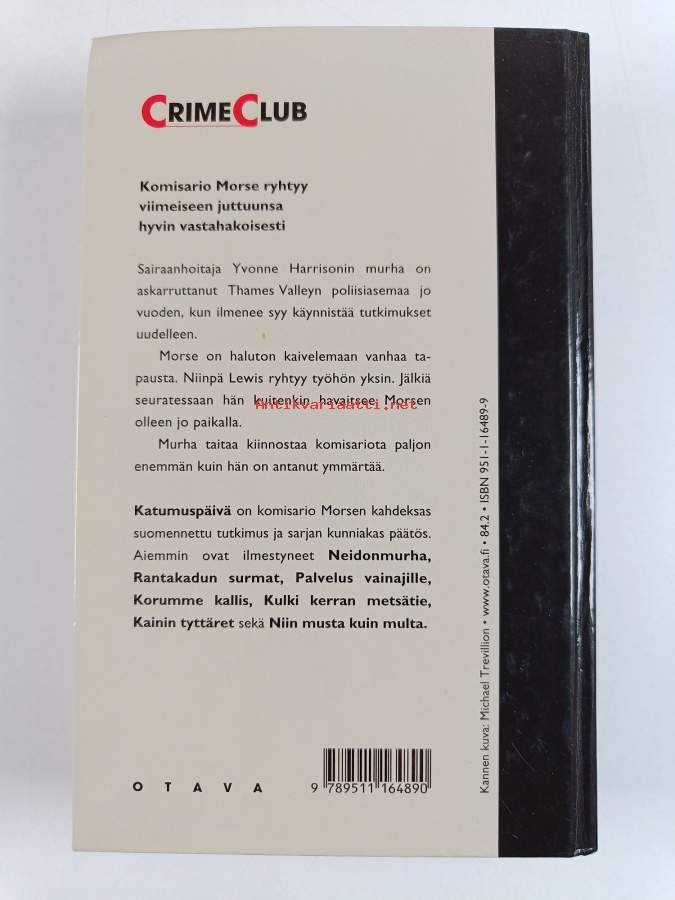 CRIMECLUB
Komisario Morse ryhtyy
viimeiseen juttuunsa
hyvin vastahakoisesti
Sairaanhoitaja Yvonne Harrisonin murha on
askarruttanut Thames Valleyn poliisiasemaa jo
vuoden, kun ilmenee syy käynnistää tutkimukset
uudelleen.
Morse on haluton kaivelemaan vanhaa ta-
pausta. Niinpä Lewis ryhtyy työhön yksin. Jälkiä
seuratessaan hän kuitenkin havaitsee Morsen
olleen jo paikalla.
Murha taitaa kiinnostaa komisariota paljon
enemmän kuin hän on antanut ymmärtää.
Katumuspäivä on komisario Morsen kahdeksas
suomennettu tutkimus ja sarjan kunniakas päätös.
Aiemmin ovat ilmestyneet Neidonmurha,
Rantakadun surmat, Palvelus vainajille,
Korumme kallis, Kulki kerran metsätie,
Kainin tyttäret sekä Niin musta kuin multa.
OTAVA
9 789511 164890
Kannen kuva: Michael Trevillion • www.otava.fi • 84.2 • ISBN 951-1-16489-9
Antikvariaatti.net